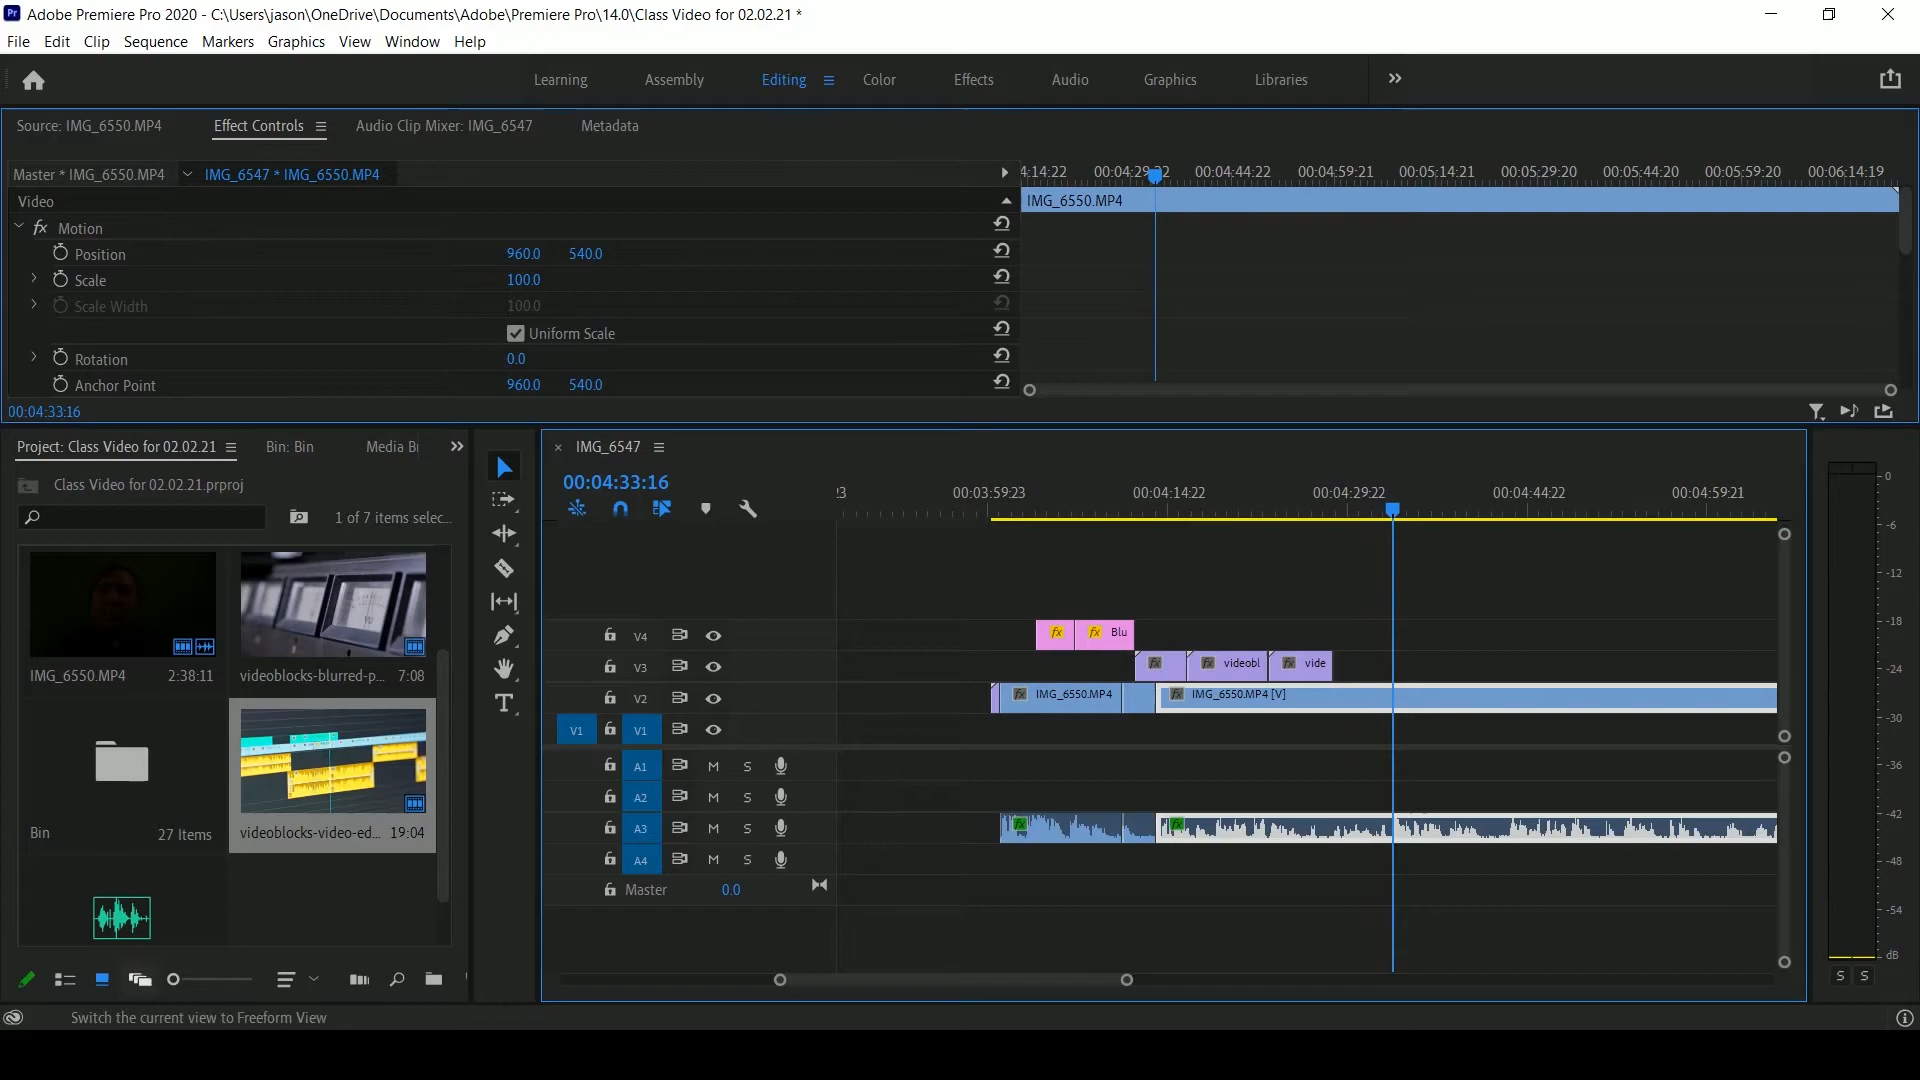 Adobe Premiere Pro 2020 - C:\Users\jason\OneDrive\Documents\Adobe\Premiere Pro\14.0\Class Video for 02.02.21 *
File Edit Clip Sequence Markers Graphics View Window Help
Learning Assembly Editing Color Effects Audio Graphics Libraries
Source: IMG_6550.MP4 Effect Controls Audio Clip Mixer: IMG_6547 Metadata
Master * IMG_6550.MP4 IMG_6547 * IMG_6550.MP4
4:14:22 00:04:29:22 00:04:44:22 00:04:59:21 00:05:14:21 00:05:29:20 00:05:44:20 00:05:59:20 00:06:14:19
Video
IMG_6550.MP4
fx Motion
Position 960.0 540.0
Scale 100.0
Scale Width 100.0
Uniform Scale
Rotation 0.0
Anchor Point 960.0 540.0
00:04:33:16
Project: Class Video for 02.02.21 Bin: Bin Media B
Class Video for 02.02.21.prproj
1 of 7 items selec...
IMG_6550.MP4 2:38:11
videoblocks-blurred-p... 7:08
Bin 27 Items
videoblocks-video-ed... 19:04
T
IMG_6547
00:04:33:16
:23 00:03:59:23 00:04:14:22 00:04:29:22 00:04:44:22 00:04:59:21
V4 fx fx Blu
V3 fx fx videobl fx vide
V2 fx IMG_6550.MP4 fx IMG_6550.MP4 [V]
V1 V1
A1 M S
A2 M S
A3 M S fx fx
A4 M S
Master 0.0
0
-6
-12
-18
-24
-30
-36
-42
-48
-54
dB
S S
Switch the current view to Freeform View